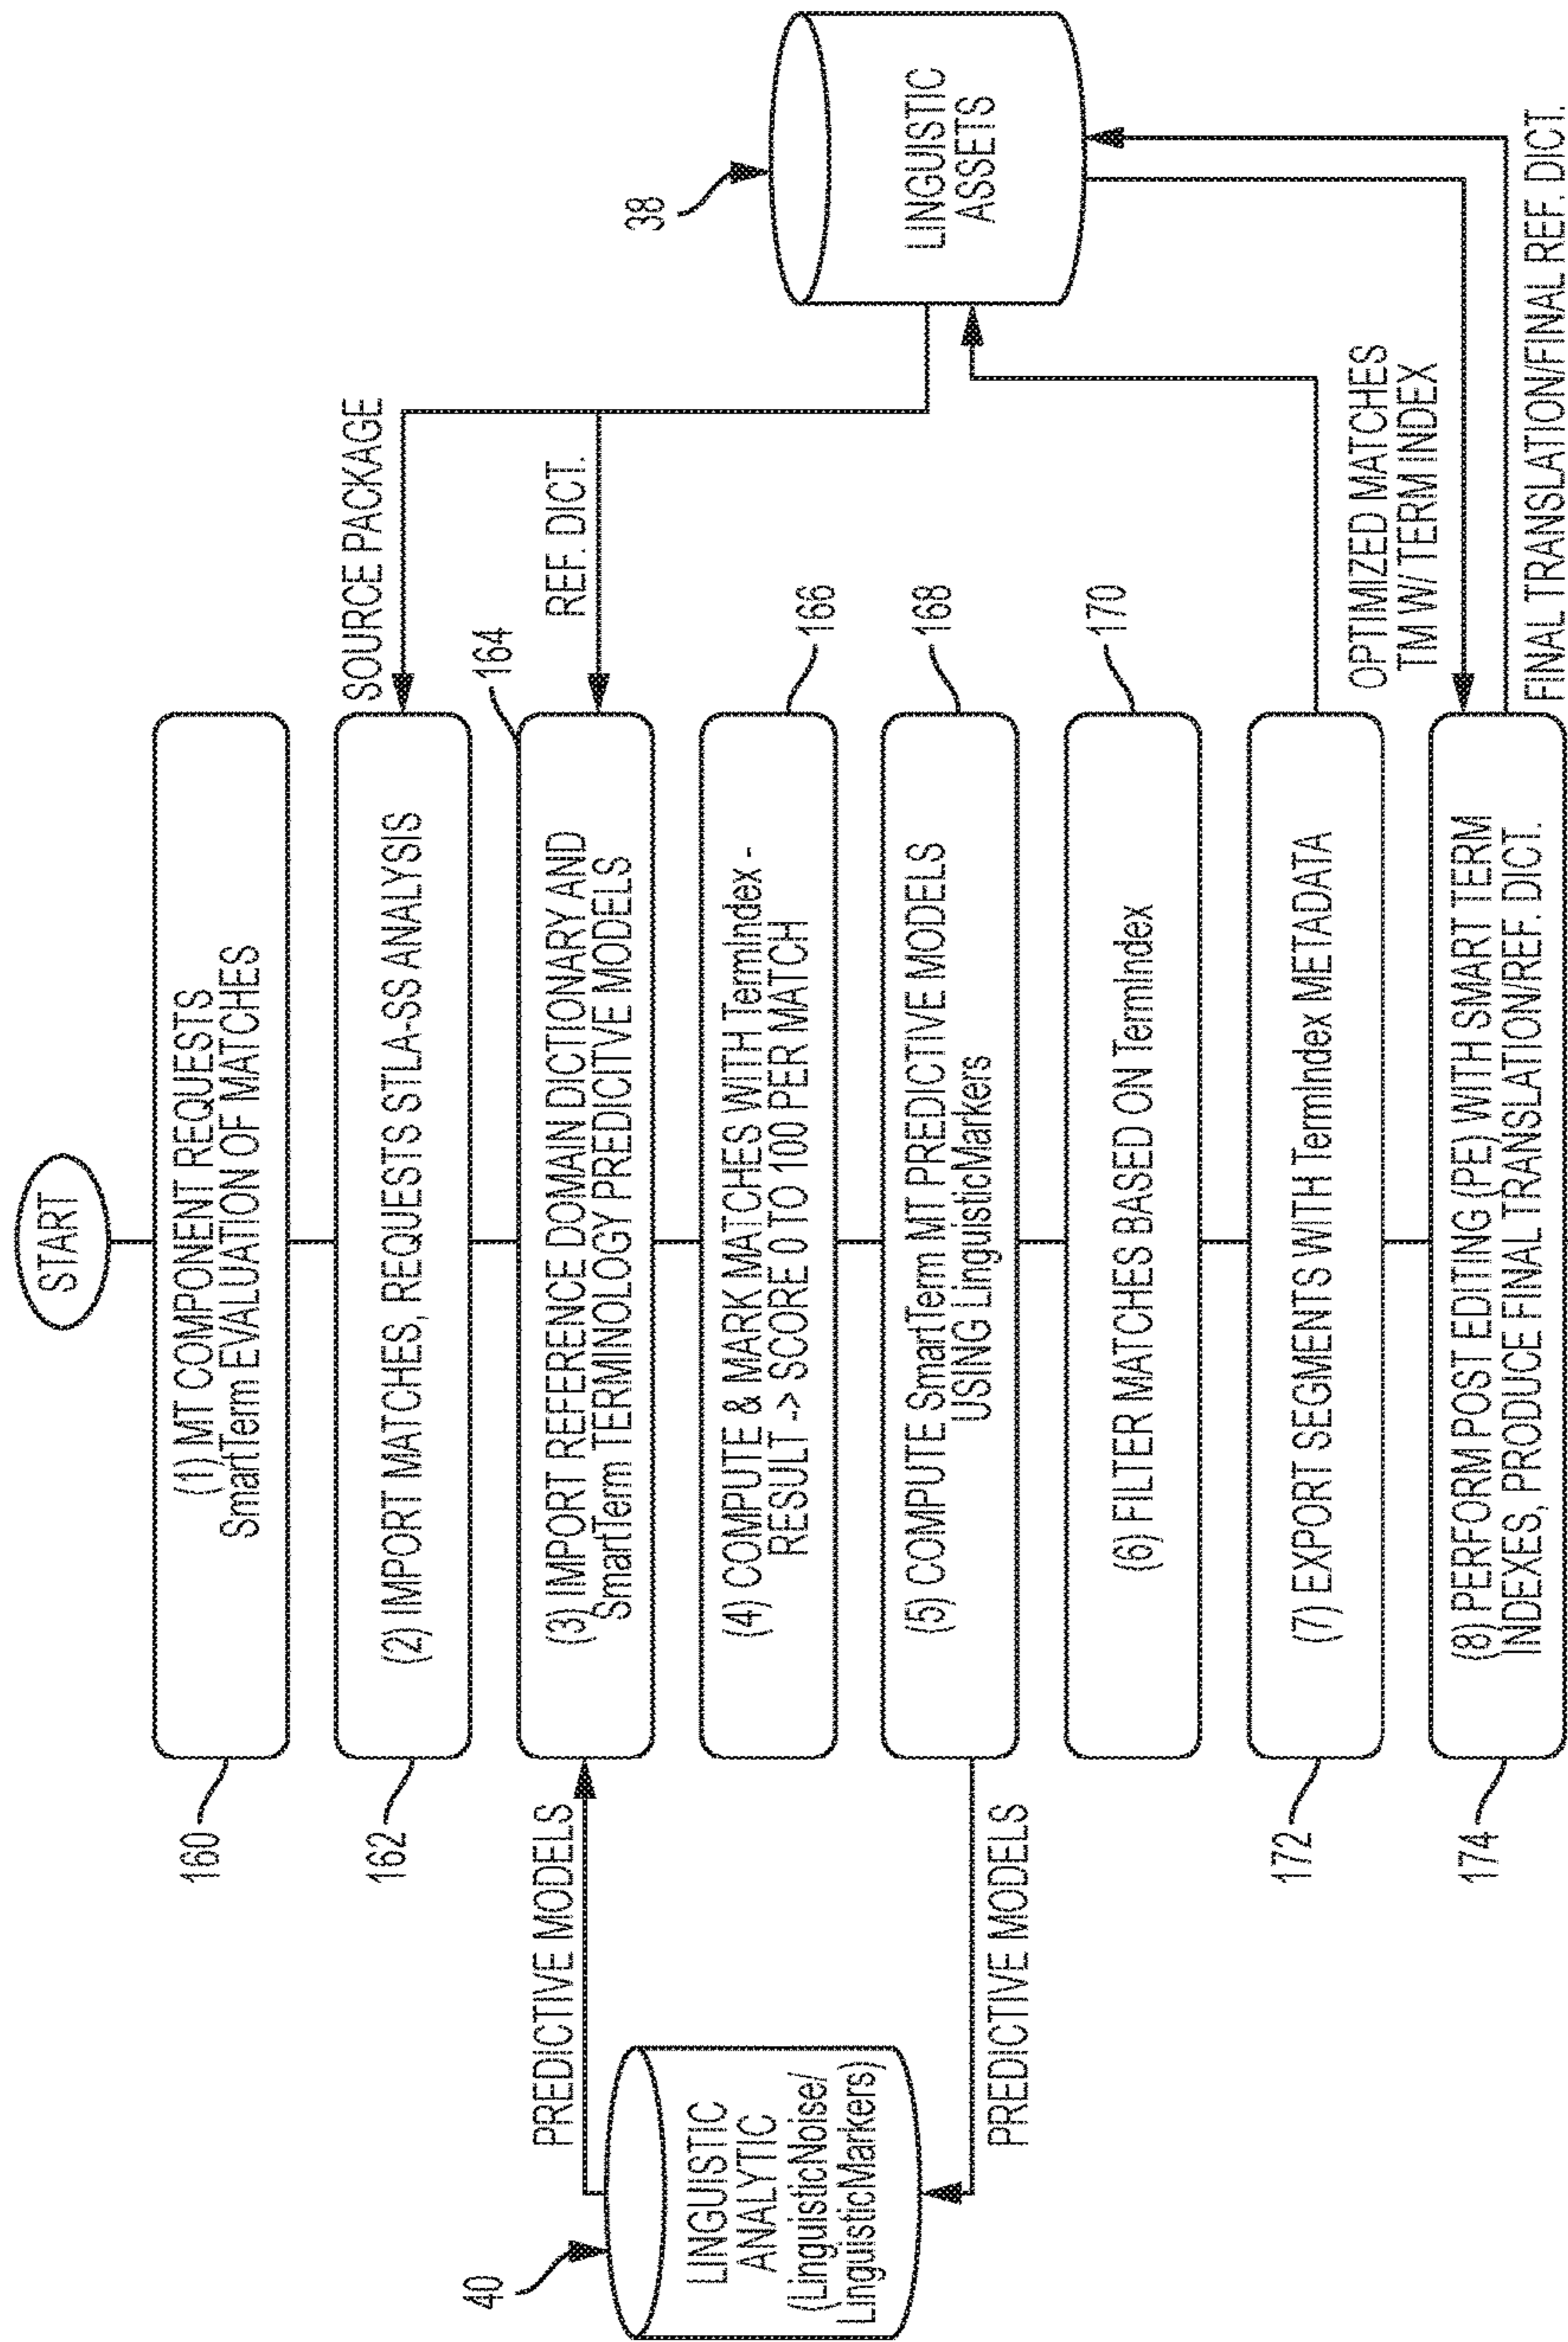 START
(1) MT COMPONENT REQUESTS
SmartTerm EVALUATION OF MATCHES
160
SOURCE PACKAGE
(2) IMPORT MATCHES, REQUESTS STLA-SS ANALYSIS
162
164
PREDICTIVE MODELS
(3) IMPORT REFERENCE DOMAIN DICTIONARY AND
SmartTerm TERMINOLOGY PREDICITVE MODELS
REF. DICT.
38
LINGUISTIC
ASSETS
40
LINGUISTIC
ANALYTIC
(LinguisticNoise/
LinguisticMarkers)
(4) COMPUTE & MARK MATCHES WITH TermIndex -
RESULT -> SCORE 0 TO 100 PER MATCH
166
(5) COMPUTE SmartTerm MT PREDICTIVE MODELS
USING LinguisticMarkers
168
PREDICTIVE MODELS
(6) FILTER MATCHES BASED ON TermIndex
170
(7) EXPORT SEGMENTS WITH TermIndex METADATA
172
OPTIMIZED MATCHES
TM W/ TERM INDEX
(8) PERFORM POST EDITING (PE) WITH SMART TERM
INDEXES, PRODUCE FINAL TRANSLATION/REF. DICT.
174
FINAL TRANSLATION/FINAL REF. DICT.